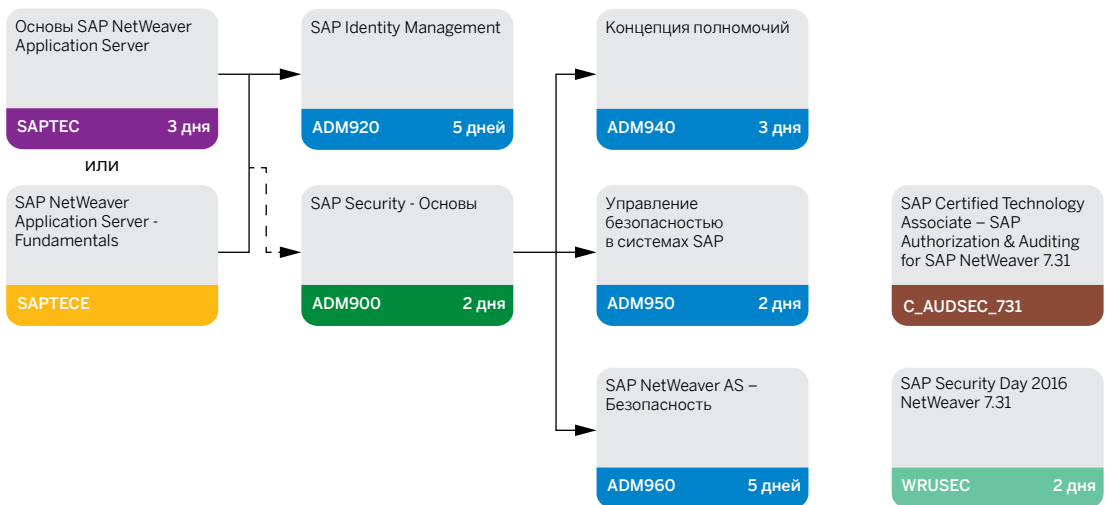 Основы SAP NetWeaver
Application Server
SAPTEC 3 дня
или
SAP NetWeaver
Application Server -
Fundamentals
SAPTECE
SAP Identity Management
ADM920 5 дней
SAP Security - Основы
ADM900 2 дня
Концепция полномочий
ADM940 3 дня
Управление
безопасностью
в системах SAP
ADM950 2 дня
SAP NetWeaver AS –
Безопасность
ADM960 5 дней
SAP Certified Technology
Associate – SAP
Authorization & Auditing
for SAP NetWeaver 7.31
C_AUDSEC_731
SAP Security Day 2016
NetWeaver 7.31
WRUSEC 2 дня